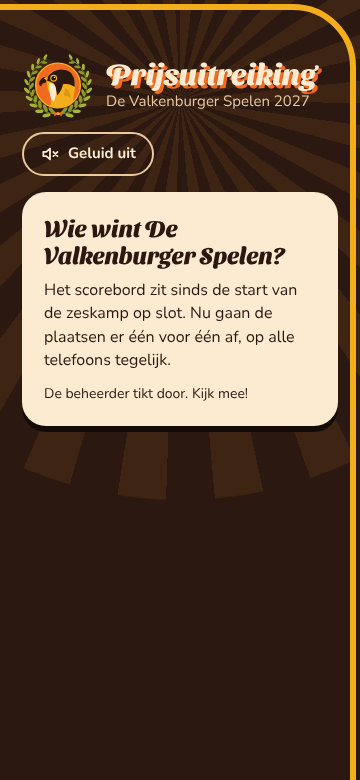 Prijsuitreiking
De Valkenburger Spelen 2027
Geluid uit
Wie wint De
Valkenburger Spelen?
Het scorebord zit sinds de start van
de zeskamp op slot. Nu gaan de
plaatsen er één voor één af, op alle
telefoons tegelijk.
De beheerder tikt door. Kijk mee!